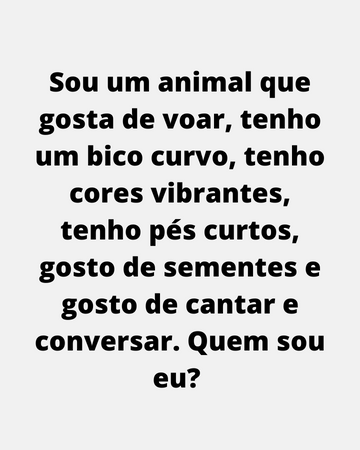 Sou um animal que
gosta de voar, tenho
um bico curvo, tenho
cores vibrantes,
tenho pés curtos,
gosto de sementes e
gosto de cantar e
conversar. Quem sou
eu?